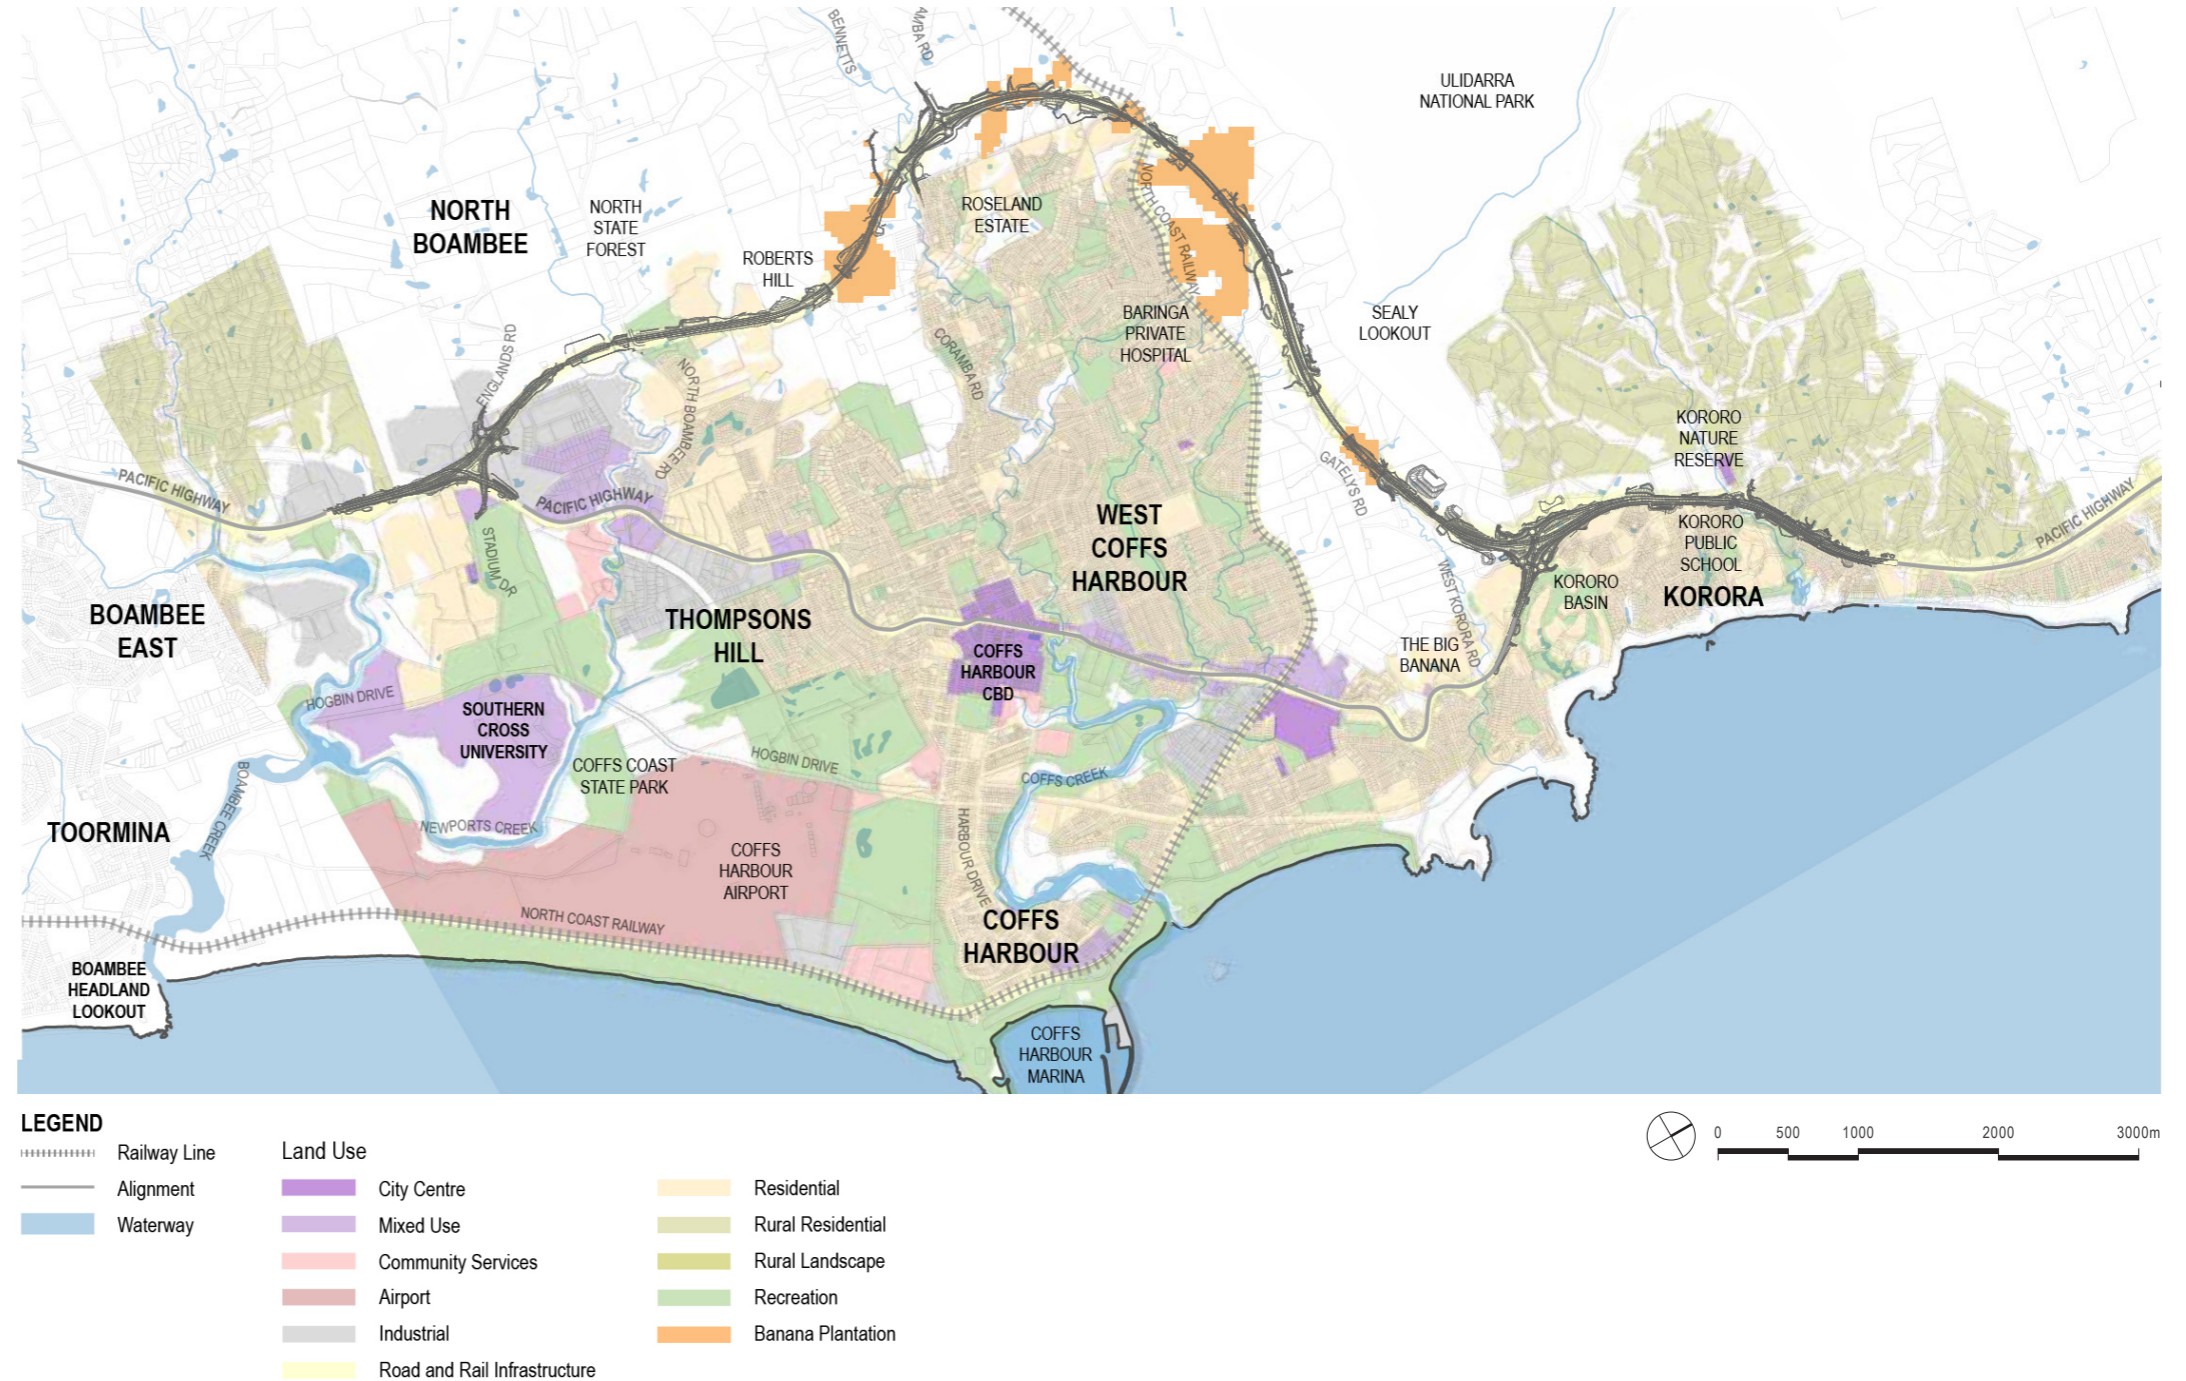 BENNETTS
AMBA RD
ULIDARRA
NATIONAL PARK
NORTH
BOAMBEE
NORTH
STATE
FOREST
ROBERTS
HILL
ROSELAND
ESTATE
NORTH COAST RAILWAY
BARINGA
PRIVATE
HOSPITAL
SEALY
LOOKOUT
ENGLANDS RD
NORTH BOAMBEE RD
CORAMBA RD
KORORO
NATURE
RESERVE
GATELYS RD
PACIFIC HIGHWAY
PACIFIC HIGHWAY
PACIFIC HIGHWAY
STADIUM DR
WEST
COFFS
HARBOUR
KORORO
PUBLIC
SCHOOL
KORORA
KORORO
BASIN
WEST KORORA RD
BOAMBEE
EAST
THOMPSONS
HILL
COFFS
HARBOUR
CBD
THE BIG
BANANA
HOGBIN DRIVE
SOUTHERN
CROSS
UNIVERSITY
COFFS COAST
STATE PARK
HOGBIN DRIVE
COFFS CREEK
BOAMBEE CREEK
TOORMINA
NEWPORTS CREEK
COFFS
HARBOUR
AIRPORT
HARBOUR DRIVE
NORTH COAST RAILWAY
COFFS
HARBOUR
BOAMBEE
HEADLAND
LOOKOUT
COFFS
HARBOUR
MARINA
LEGEND
Railway Line
Alignment
Waterway
Land Use
City Centre
Mixed Use
Community Services
Airport
Industrial
Road and Rail Infrastructure
Residential
Rural Residential
Rural Landscape
Recreation
Banana Plantation
0 500 1000 2000 3000m